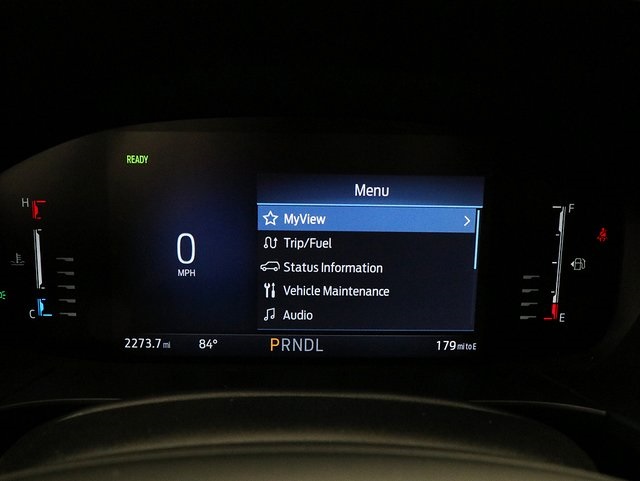 READY
H
C
0
MPH
Menu
MyView
Trip/Fuel
Status Information
Vehicle Maintenance
Audio
F
E
2273.7 mi
84°
PRNDL
179 mi to E